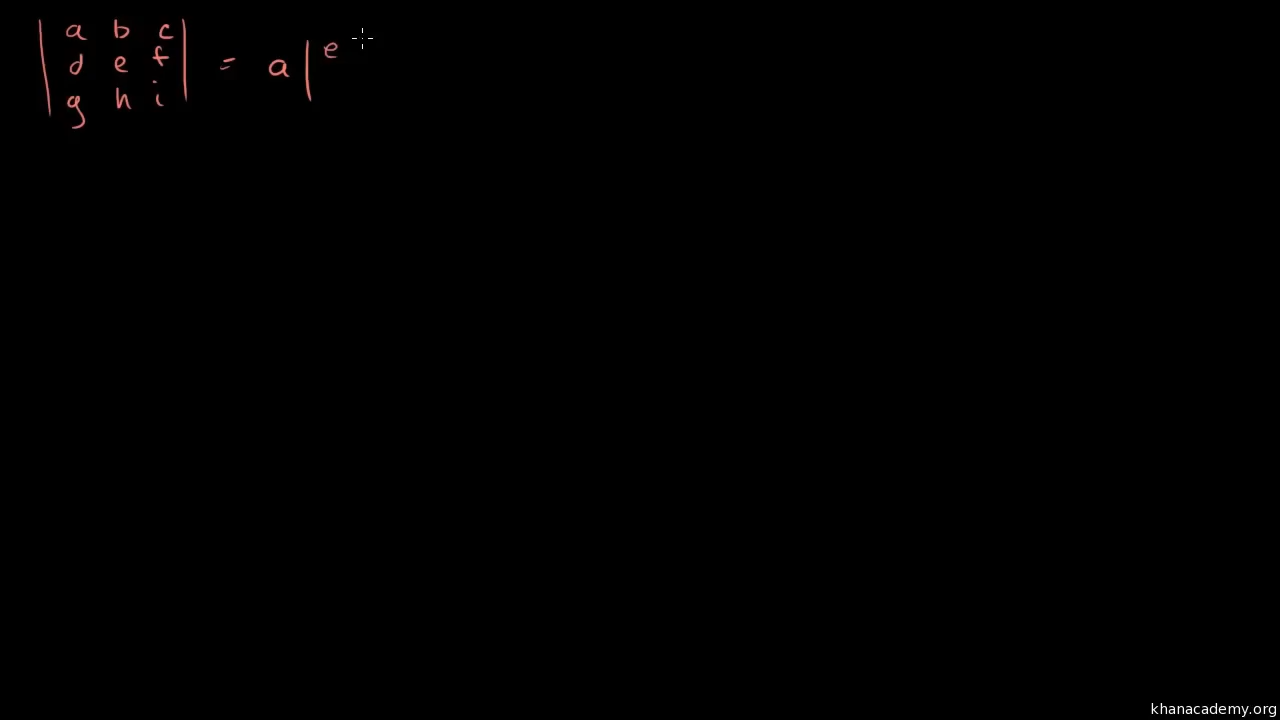 | a b c |
| d e f | = a | e
| g h i |
khanacademy.org